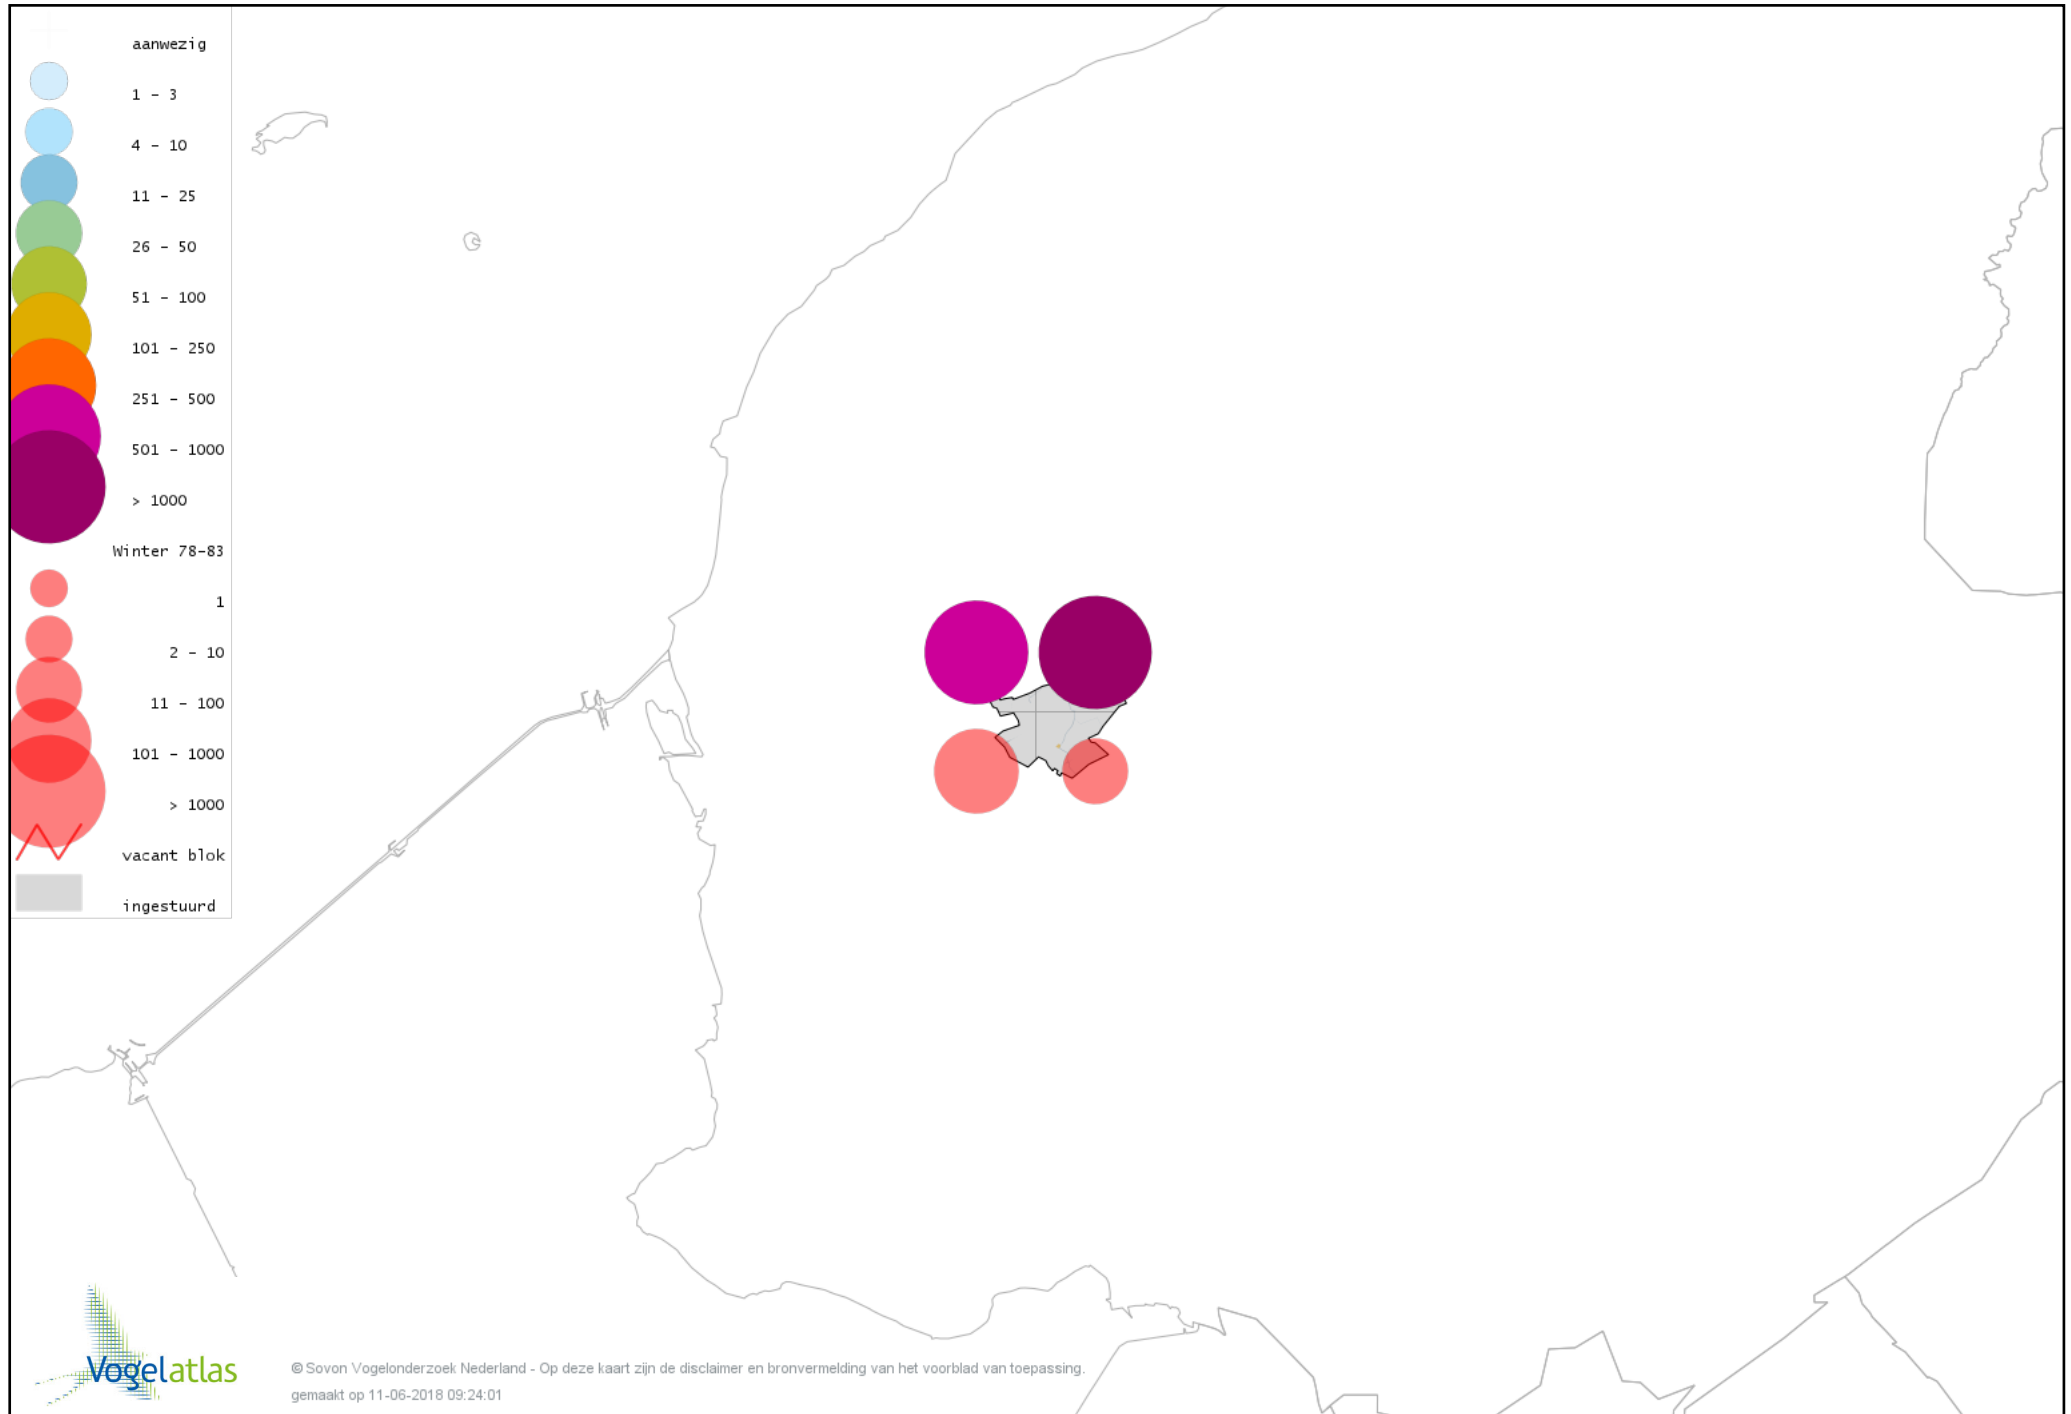 aanwezig
1 - 3
4 - 10
11 - 25
26 - 50
51 - 100
101 - 250
251 - 500
501 - 1000
> 1000
Winter 78-83
1
2 - 10
11 - 100
101 - 1000
> 1000
vacant blok
ingestuurd
Vogelatlas
© Sovon Vogelonderzoek Nederland - Op deze kaart zijn de disclaimer en bronvermelding van het voorblad van toepassing.
gemaakt op 11-06-2018 09:24:01